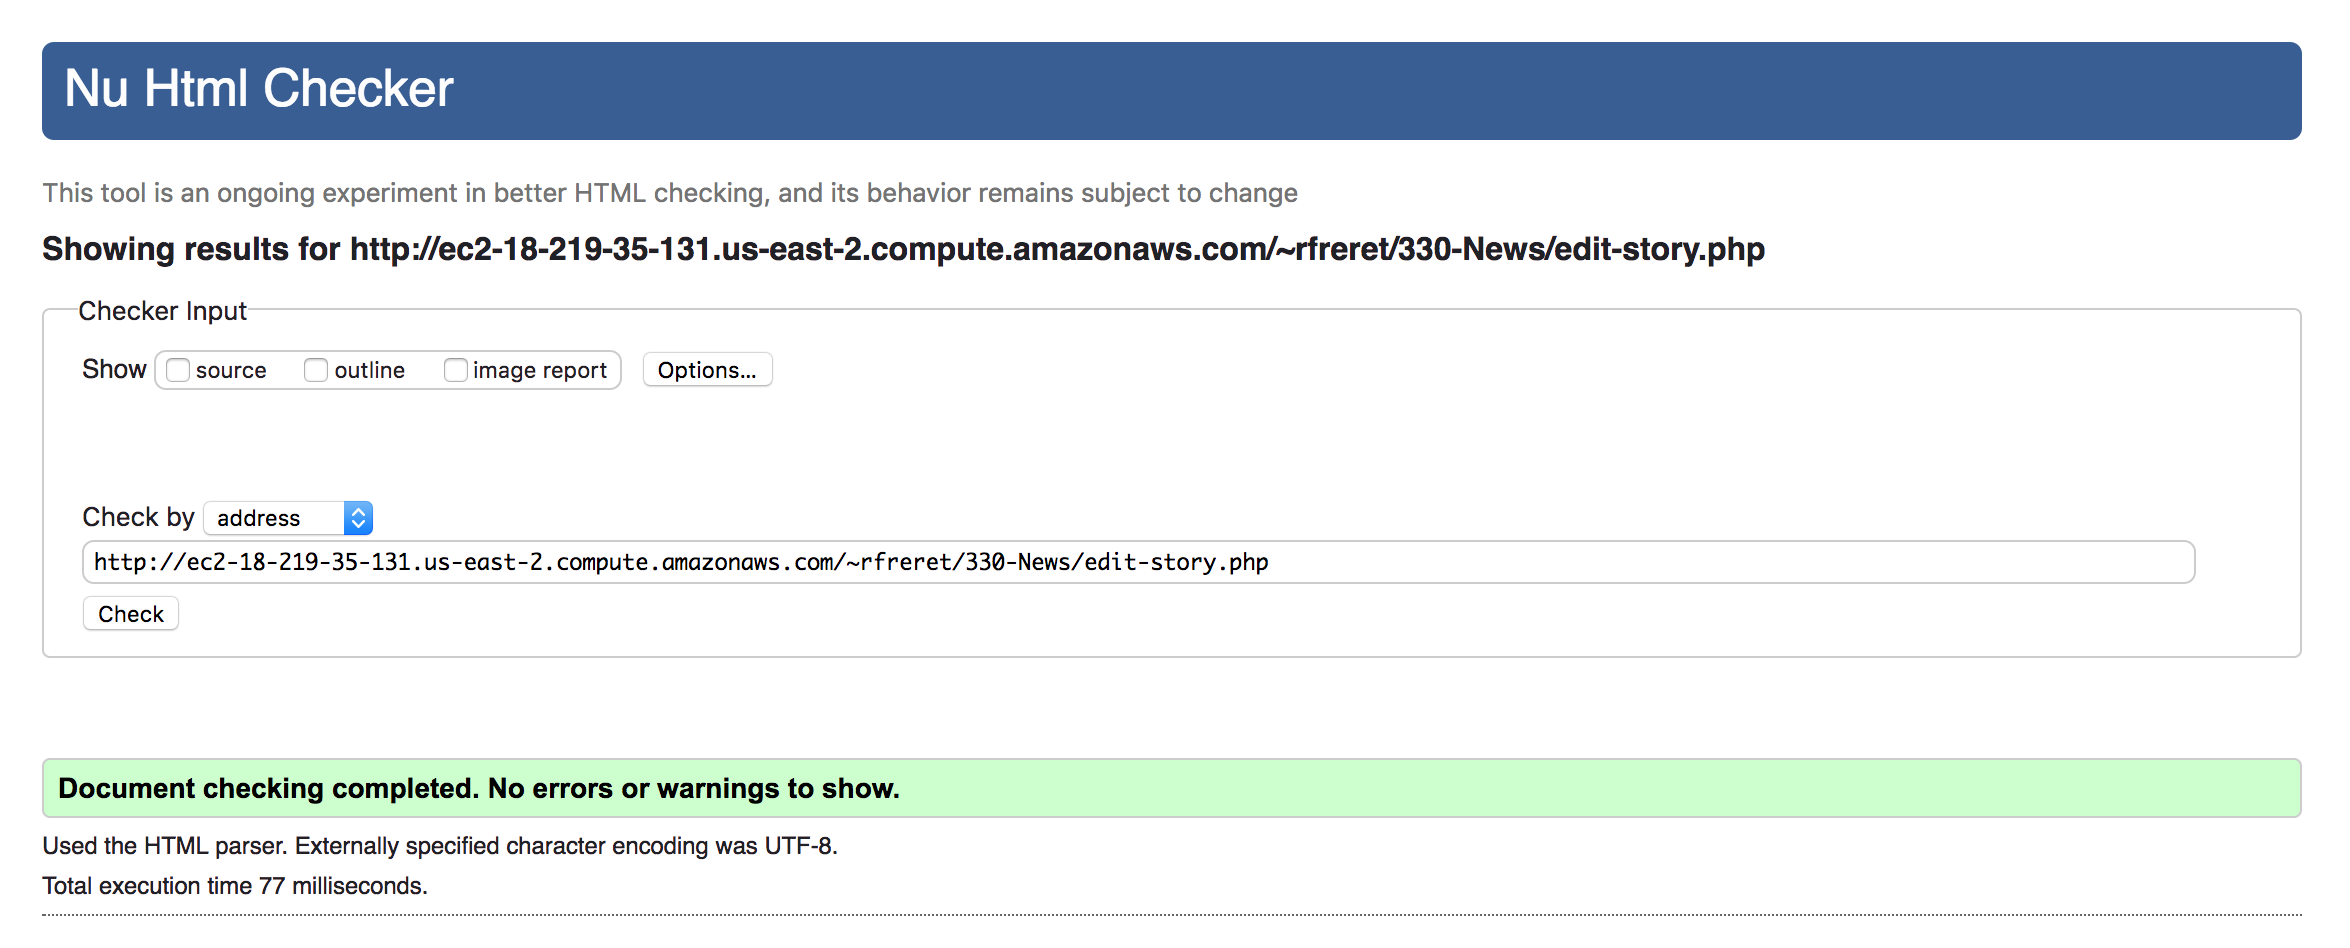 Nu Html Checker
This tool is an ongoing experiment in better HTML checking, and its behavior remains subject to change
Showing results for http://ec2-18-219-35-131.us-east-2.compute.amazonaws.com/~rfreret/330-News/edit-story.php
Checker Input
Show source outline image report Options...
Check by address
http://ec2-18-219-35-131.us-east-2.compute.amazonaws.com/~rfreret/330-News/edit-story.php
Check
Document checking completed. No errors or warnings to show.
Used the HTML parser. Externally specified character encoding was UTF-8.
Total execution time 77 milliseconds.